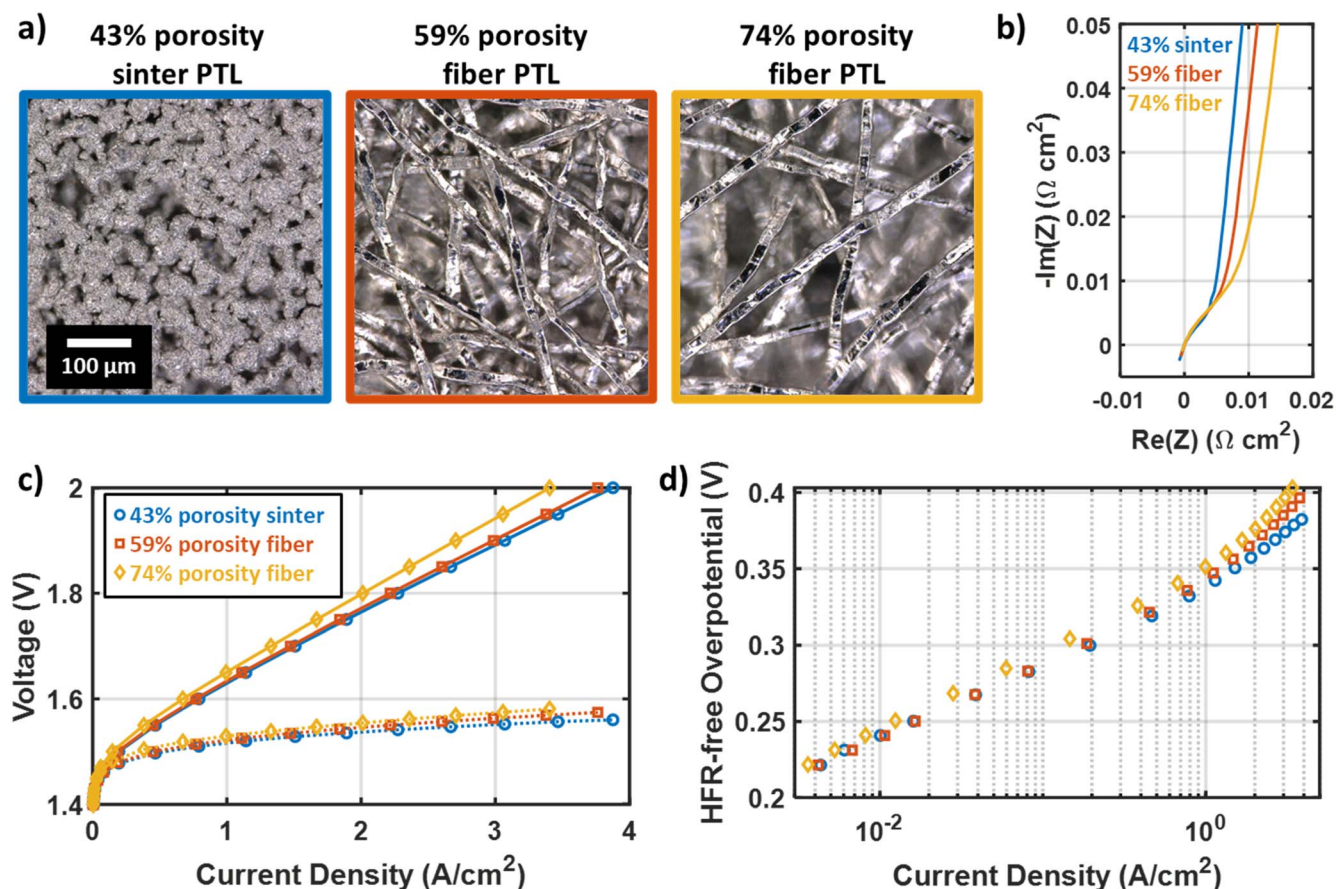 a)
43% porosity
sinter PTL
59% porosity
fiber PTL
74% porosity
fiber PTL
100 µm
b)
0.05
0.04
0.03
0.02
0.01
0
-Im(Z) (Ω cm²)
43% sinter
59% fiber
74% fiber
-0.01 0 0.01 0.02
Re(Z) (Ω cm²)
c)
2
1.8
1.6
1.4
Voltage (V)
43% porosity sinter
59% porosity fiber
74% porosity fiber
0 1 2 3 4
Current Density (A/cm²)
d)
0.4
0.35
0.3
0.25
0.2
HFR-free Overpotential (V)
10⁻² 10⁰
Current Density (A/cm²)